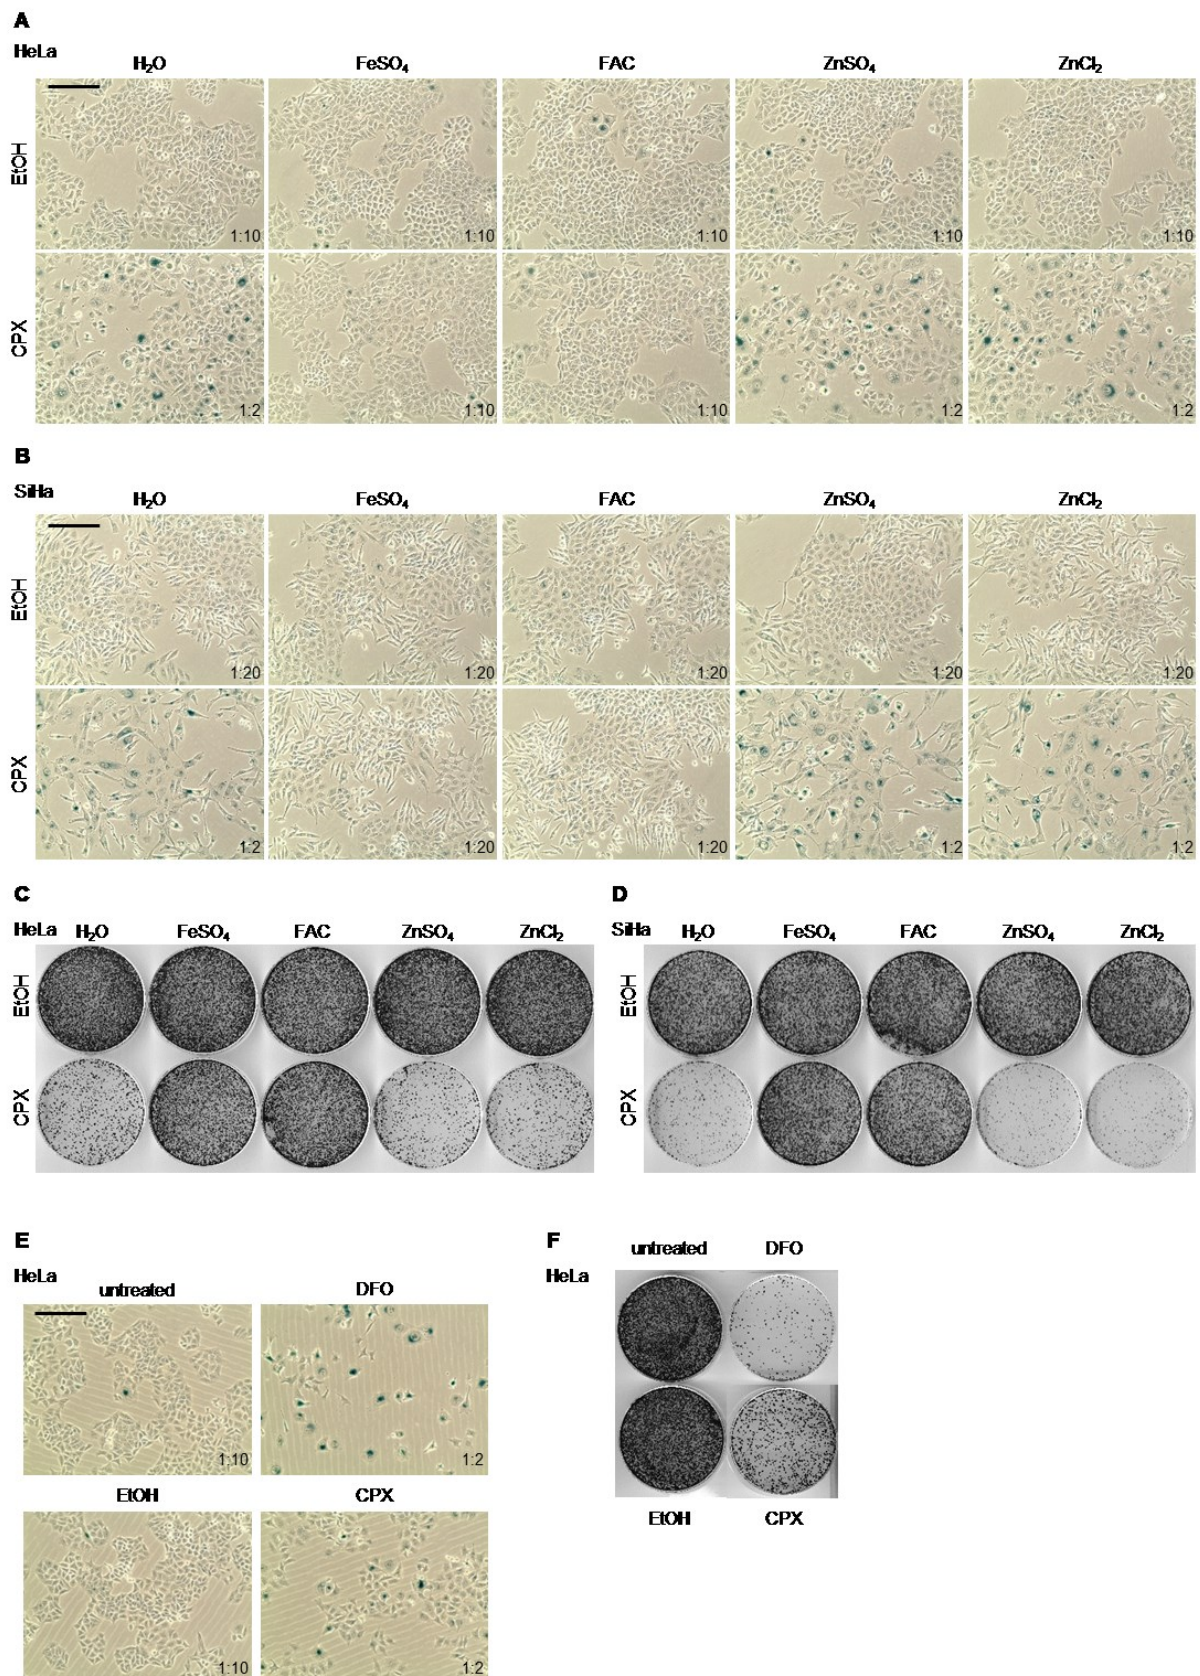 A
HeLa
H₂O FeSO₄ FAC ZnSO₄ ZnCl₂
EtOH
1:10 1:10 1:10 1:10 1:10
CPX
1:2 1:10 1:10 1:2 1:2
B
SiHa
H₂O FeSO₄ FAC ZnSO₄ ZnCl₂
EtOH
1:20 1:20 1:20 1:20 1:20
CPX
1:2 1:20 1:20 1:2 1:2
C D
HeLa H₂O FeSO₄ FAC ZnSO₄ ZnCl₂ SiHa H₂O FeSO₄ FAC ZnSO₄ ZnCl₂
EtOH EtOH
CPX CPX
E F
untreated DFO
HeLa HeLa
untreated DFO
1:10 1:2
EtOH CPX EtOH CPX
1:10 1:2